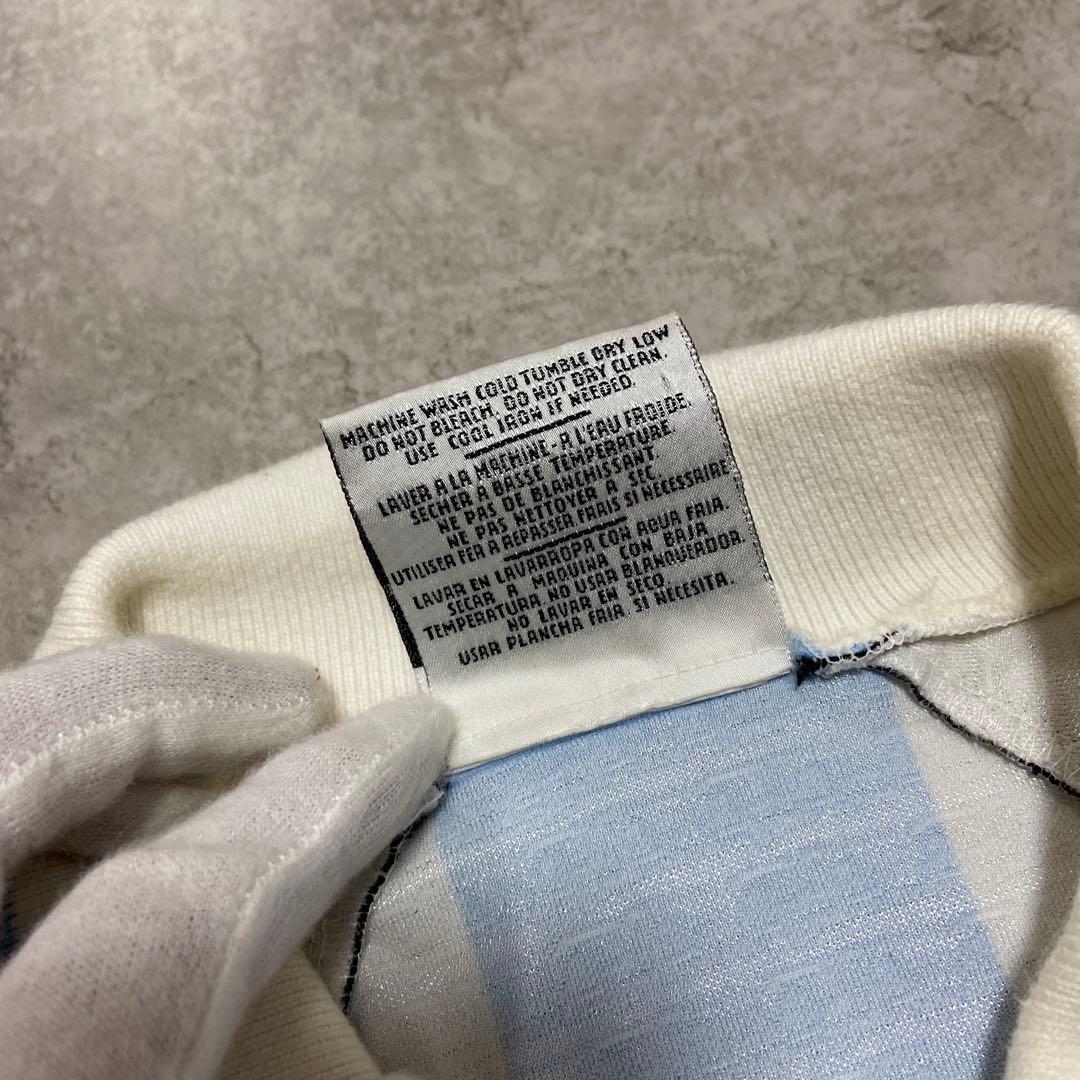 MACHINE WASH COLD TUMBLE DRY LOW
DO NOT BLEACH. DO NOT DRY CLEAN.
USE COOL IRON IF NEEDED.
LAVER A LA MACHINE-A L'EAU FROIDE,
SECHER A BASSE TEMPERATURE.
NE PAS DE BLANCHISSANT
NE PAS NETTOYER A SEC
UTILISER FER A REPASSER FRAIS SI NECESSAIRE
LAVAR EN LAVARROPA CON AGUA FRIA.
SECAR A MAQUINA CON BAJA
TEMPERATURA. NO USAR BLANQUERADOR.
NO LAVAR EN SECO.
USAR PLANCHA FRIA. SI NECESITA.